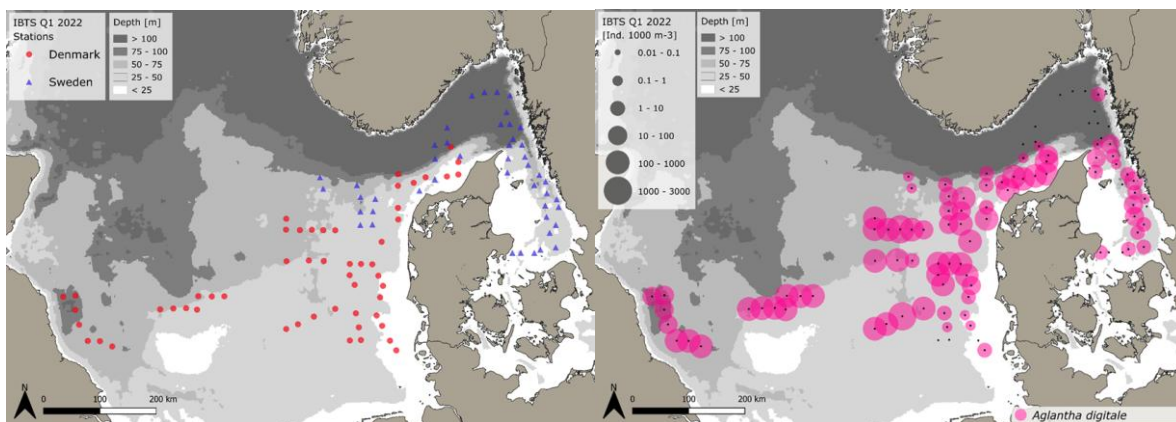 IBTS Q1 2022
Stations
Denmark
Sweden
Depth [m]
> 100
75 - 100
50 - 75
25 - 50
< 25
N
0
100
200 km
IBTS Q1 2022
[Ind. 1000 m-3]
0.01 - 0.1
0.1 - 1
1 - 10
10 - 100
100 - 1000
1000 - 3000
Depth [m]
> 100
75 - 100
50 - 75
25 - 50
< 25
N
0
100
200 km
Aglantha digitale